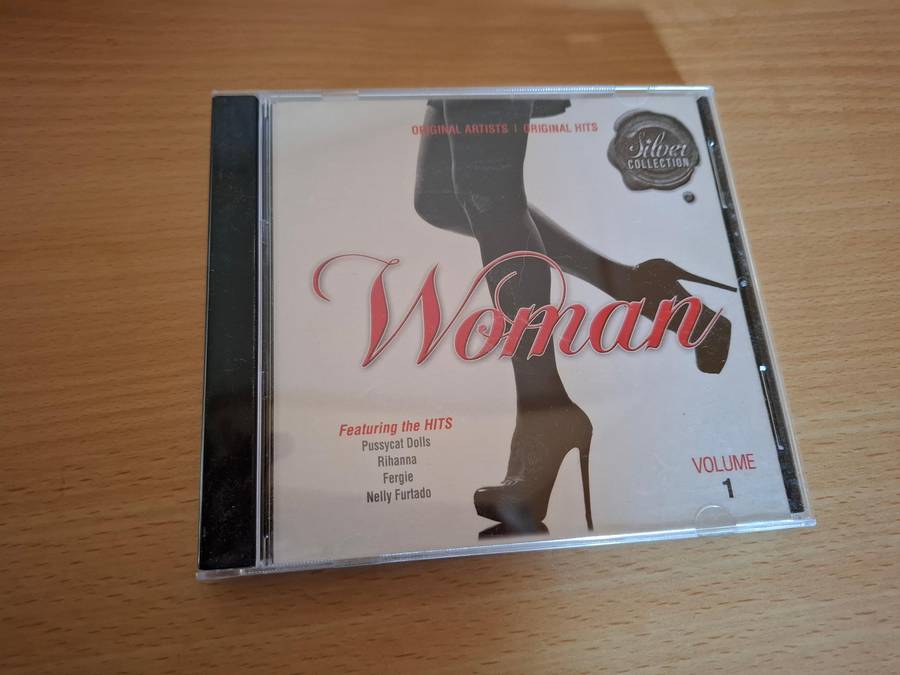 ORIGINAL ARTISTS | ORIGINAL HITS
Silver
COLLECTION
Woman
Featuring the HITS
Pussycat Dolls
Rihanna
Fergie
Nelly Furtado
VOLUME
1